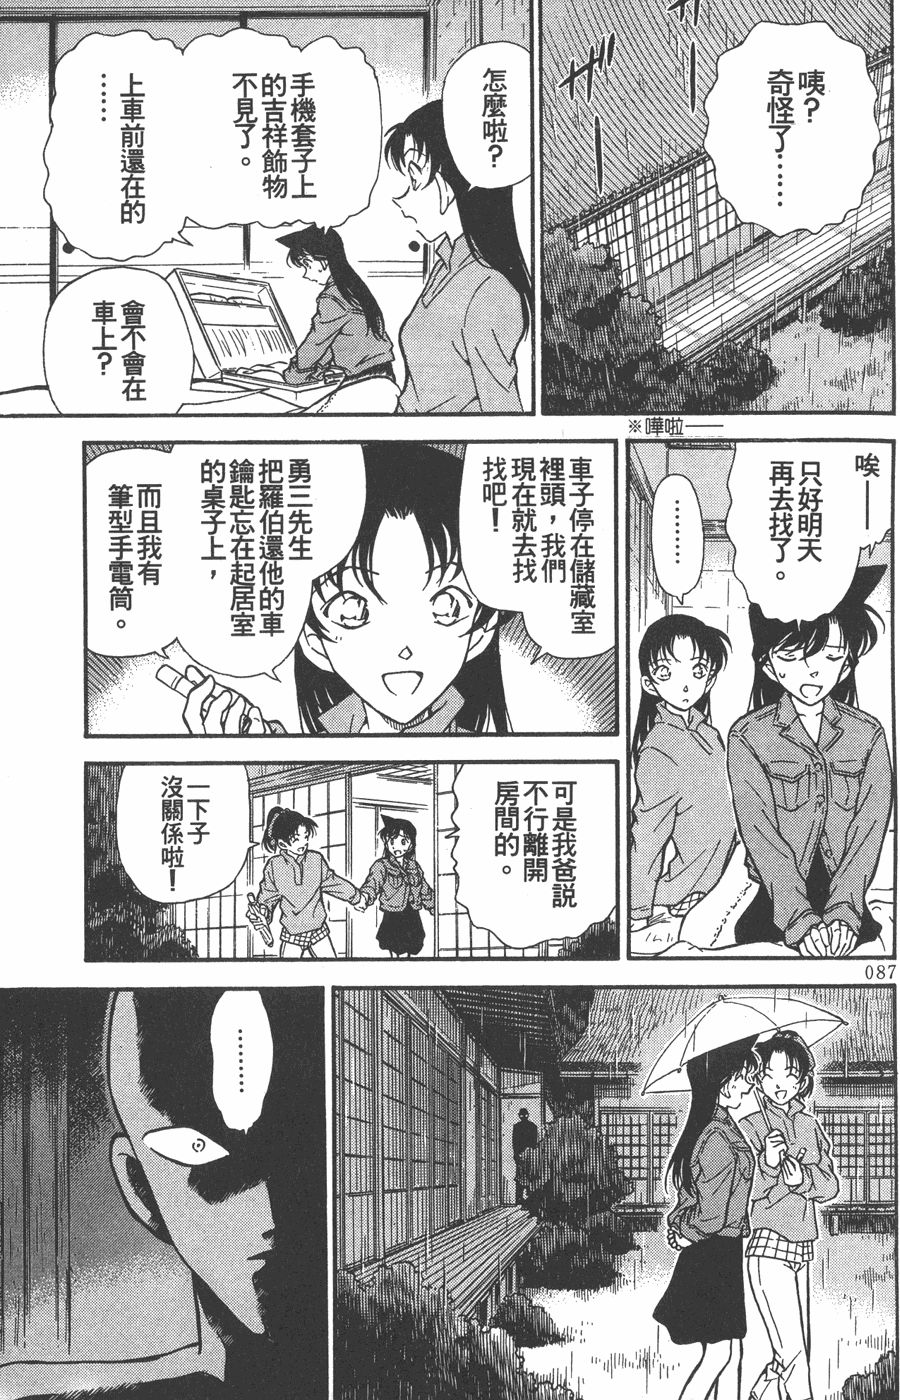 咦？
奇怪了……
怎麼啦？
手機套子上
的吉祥飾物
不見了。
上車前還在的
……
會不會在
車上？
※嘩啦——
唉——
只好明天
再去找了。
………
車子停在儲藏室
裡頭，我們
現在就去找
找吧！
勇三先生
把羅伯還他的車
鑰匙忘在起居室
的桌子上，
而且我有
筆型手電筒。
可是我爸説
不行離開
房間的。
一下子
沒關係啦！
087
………